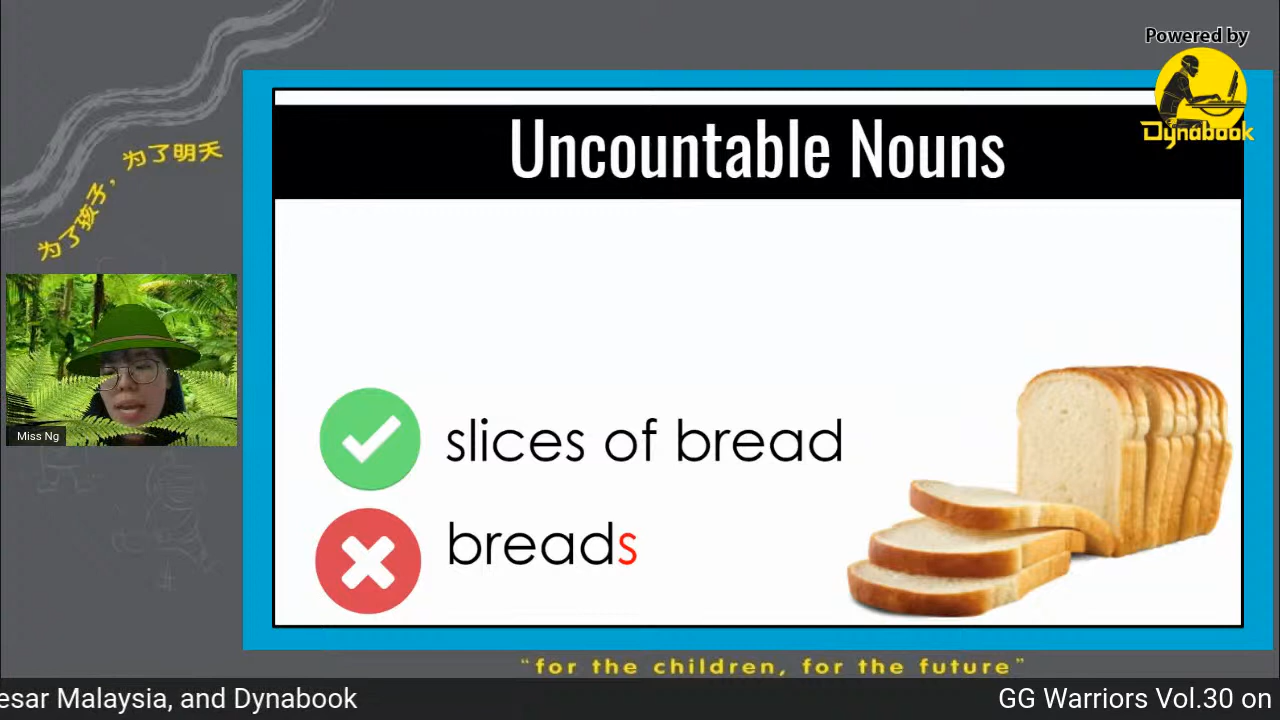 Powered by
Dynabook
Uncountable Nouns
为了孩子，为了明天
Miss Ng
slices of bread
breads
"for the children, for the future"
esar Malaysia, and Dynabook
GG Warriors Vol.30 on